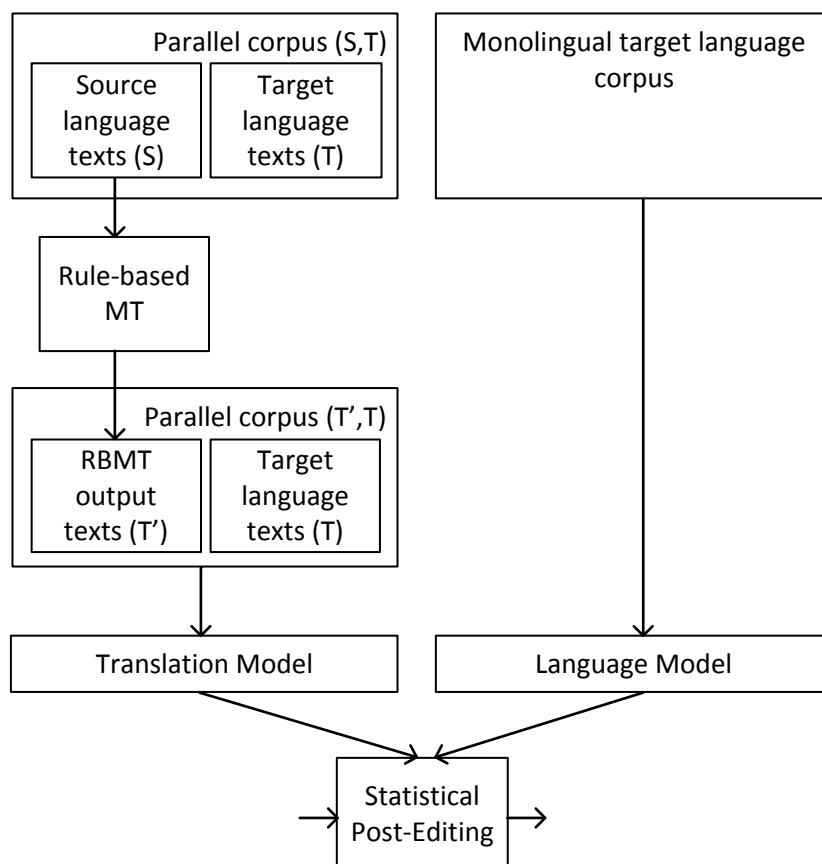 Parallel corpus (S,T)
Source
language
texts (S)
Target
language
texts (T)
Monolingual target language
corpus
Rule-based
MT
Parallel corpus (T’,T)
RBMT
output
texts (T’)
Target
language
texts (T)
Translation Model
Language Model
Statistical
Post-Editing